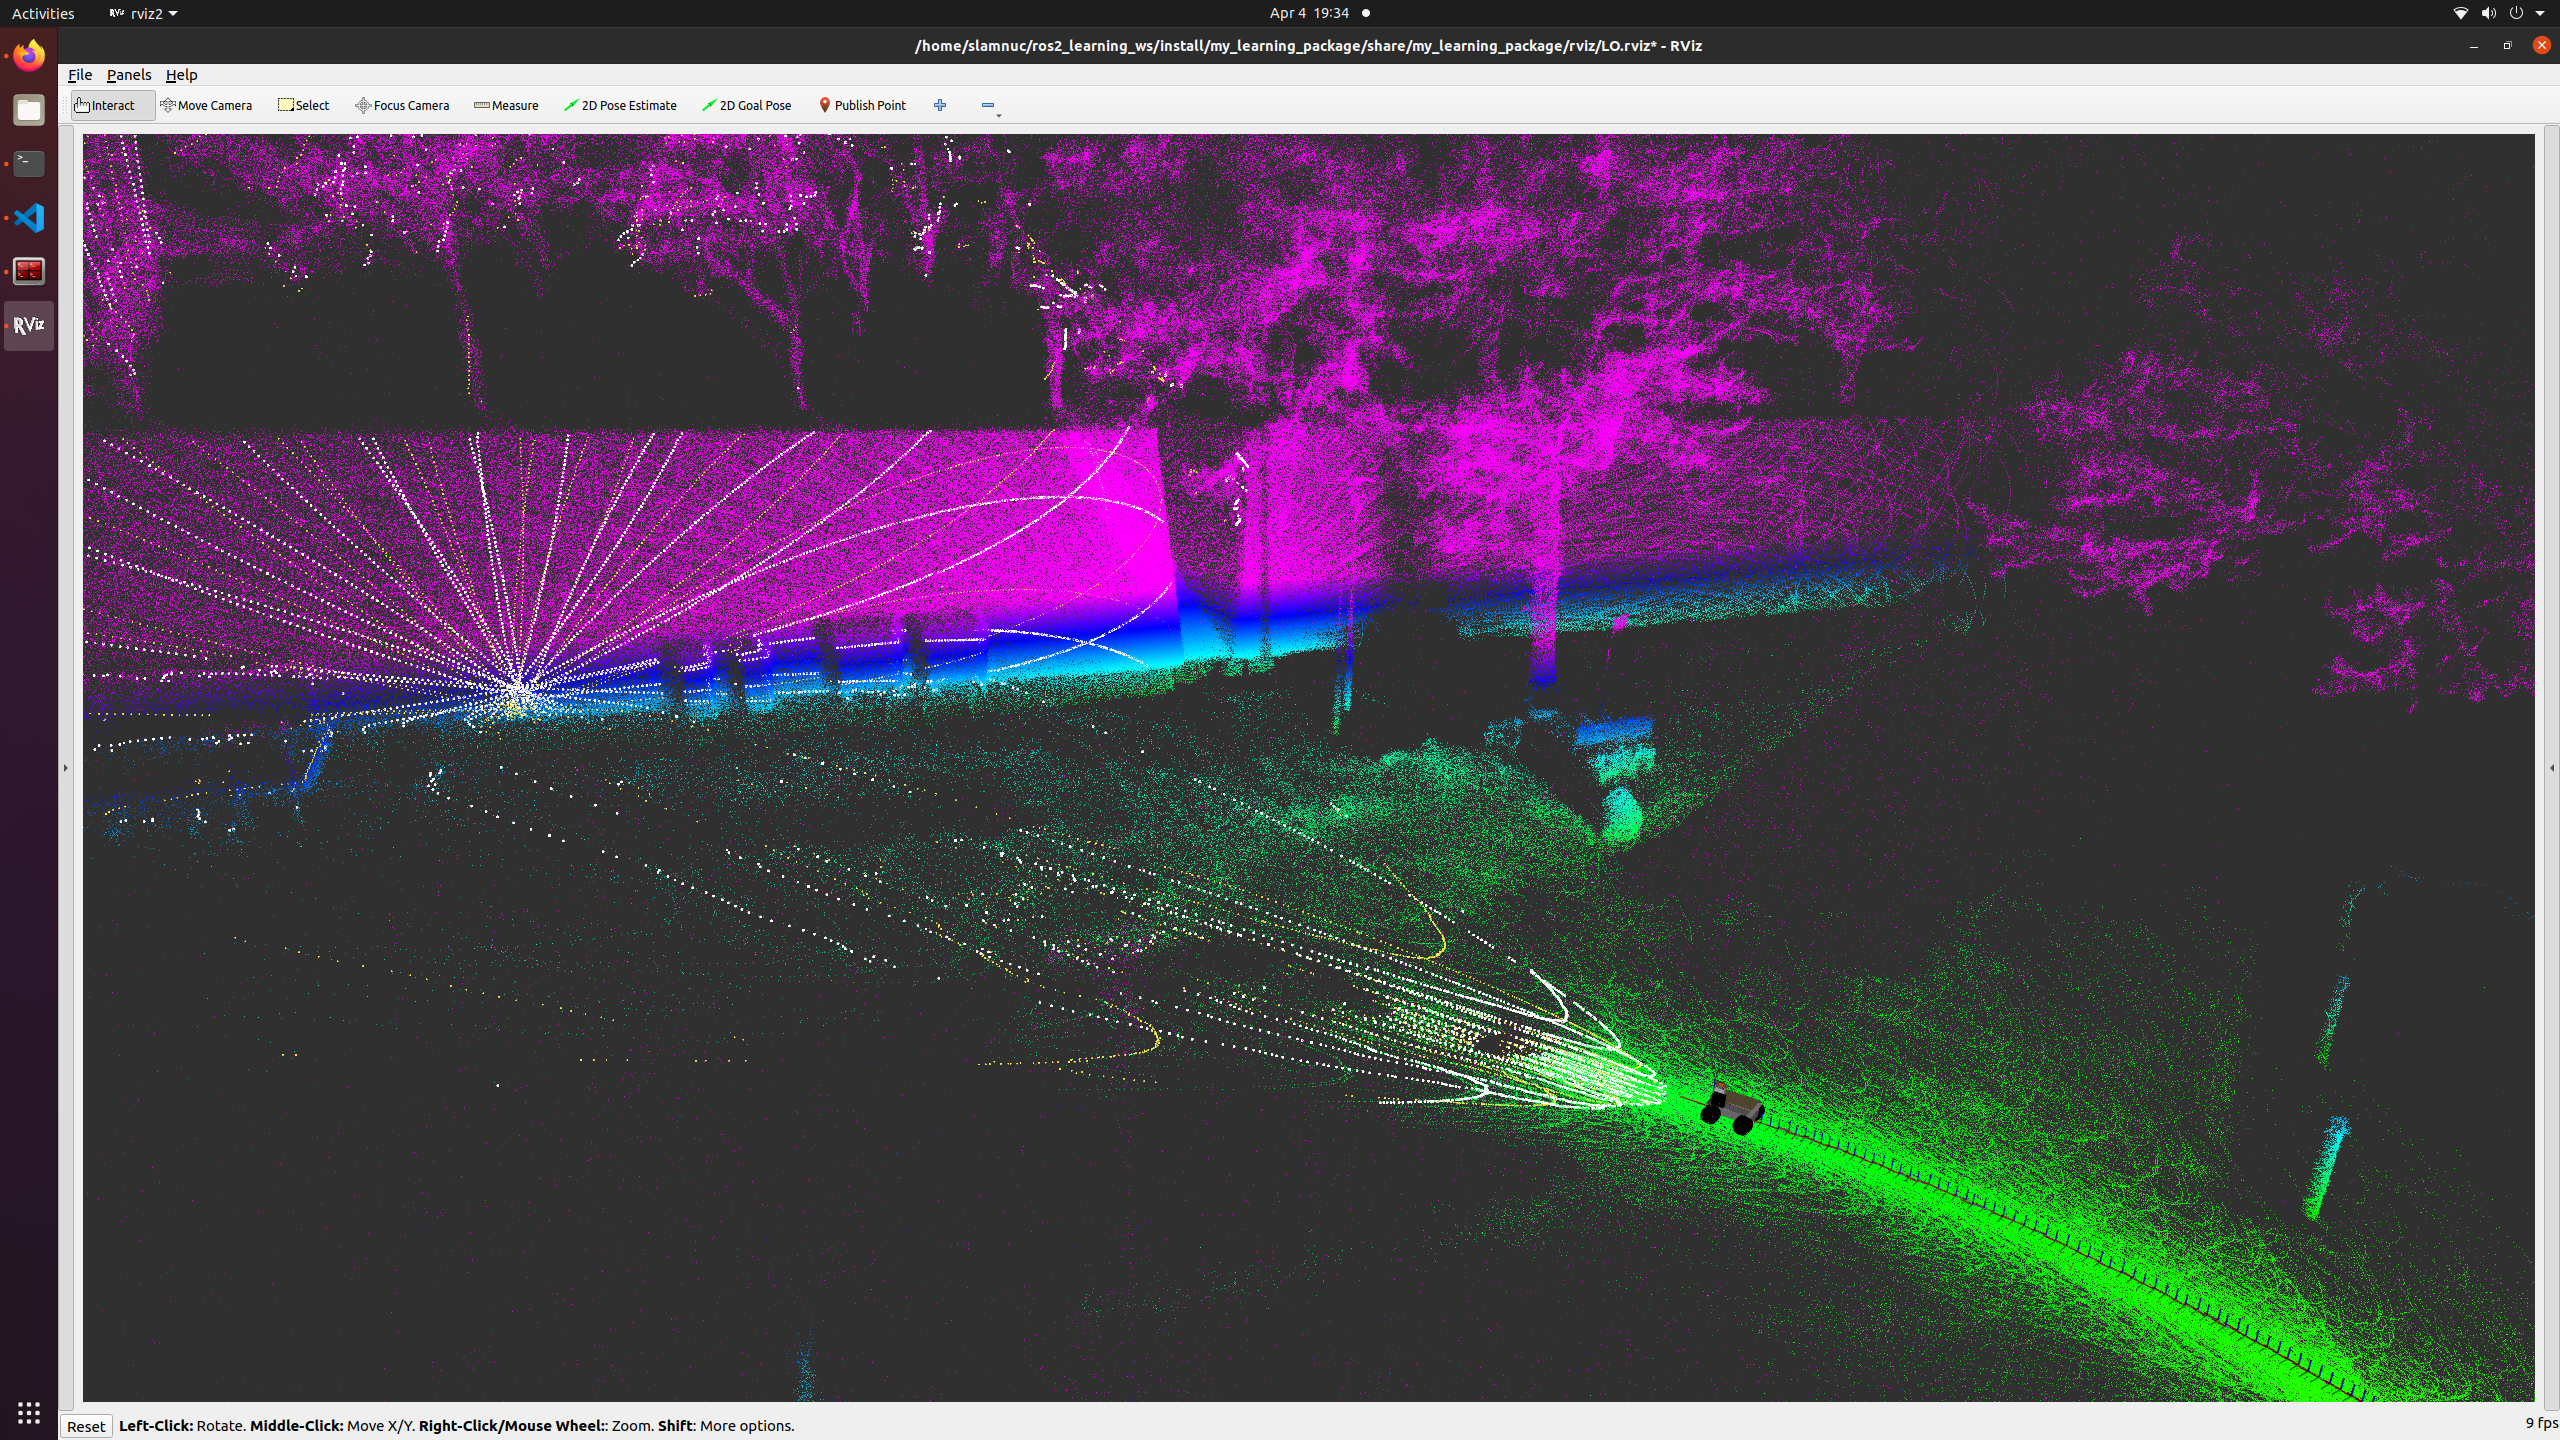 Activities
RViz
rviz2
Apr 4 19:34
/home/slamnuc/ros2_learning_ws/install/my_learning_package/share/my_learning_package/rviz/LO.rviz* - RViz
File Panels Help
Interact Move Camera Select Focus Camera Measure 2D Pose Estimate 2D Goal Pose Publish Point
>_
RViz
Reset Left-Click: Rotate. Middle-Click: Move X/Y. Right-Click/Mouse Wheel:: Zoom. Shift: More options.
9 fps